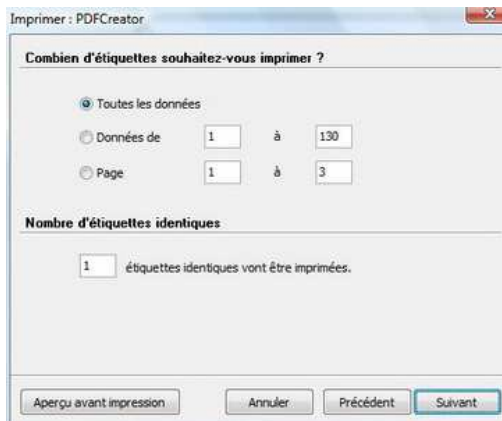 Imprimer : PDFCreator
Combien d'étiquettes souhaitez-vous imprimer ?
Toutes les données
Données de 1 à 130
Page 1 à 3
Nombre d'étiquettes identiques
1 étiquettes identiques vont être imprimées.
Aperçu avant impression Annuler Précédent Suivant